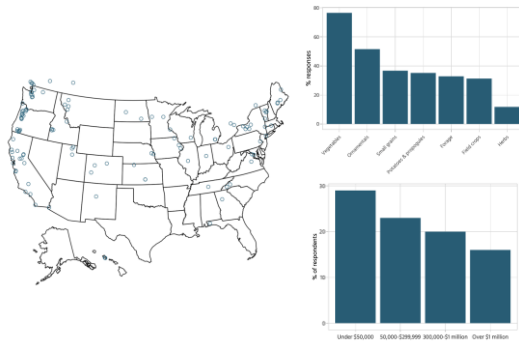 80
60
40
20
0
% responses
Vegetables
Ornamentals
Small grains
Potatoes & propagules
Forage
Field crops
Herbs
30
20
10
0
% of respondents
Under $50,000
50,000-$299,999
300,000-$1 million
Over $1 million